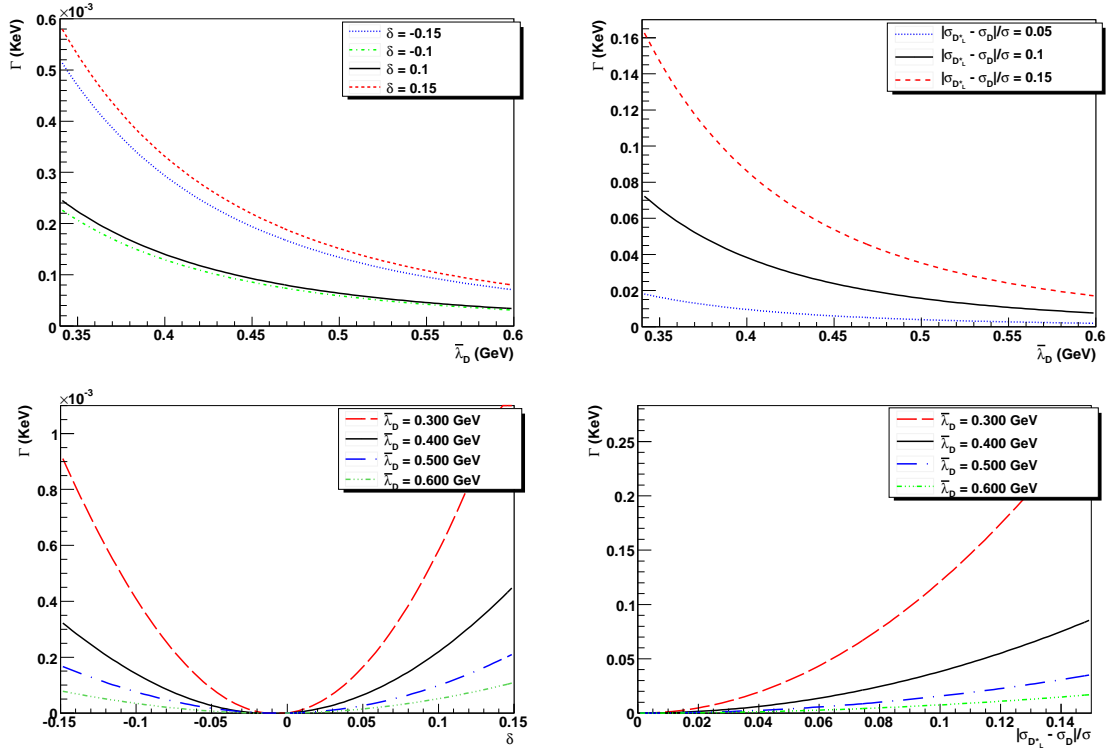 ×10⁻³
Γ (KeV)
0.6
0.5
0.4
0.3
0.2
0.1
0
δ = -0.15
δ = -0.1
δ = 0.1
δ = 0.15
0.35 0.4 0.45 0.5 0.55 0.6
λ̅_D (GeV)
Γ (KeV)
0.16
0.14
0.12
0.1
0.08
0.06
0.04
0.02
0
|σ_{D*_L} - σ_D|/σ = 0.05
|σ_{D*_L} - σ_D|/σ = 0.1
|σ_{D*_L} - σ_D|/σ = 0.15
0.35 0.4 0.45 0.5 0.55 0.6
λ̅_D (GeV)
×10⁻³
Γ (KeV)
1
0.8
0.6
0.4
0.2
0
λ̅_D = 0.300 GeV
λ̅_D = 0.400 GeV
λ̅_D = 0.500 GeV
λ̅_D = 0.600 GeV
-0.15 -0.1 -0.05 0 0.05 0.1 0.15
δ
Γ (KeV)
0.25
0.2
0.15
0.1
0.05
0
λ̅_D = 0.300 GeV
λ̅_D = 0.400 GeV
λ̅_D = 0.500 GeV
λ̅_D = 0.600 GeV
0 0.02 0.04 0.06 0.08 0.1 0.12 0.14
|σ_{D*_L} - σ_D|/σ